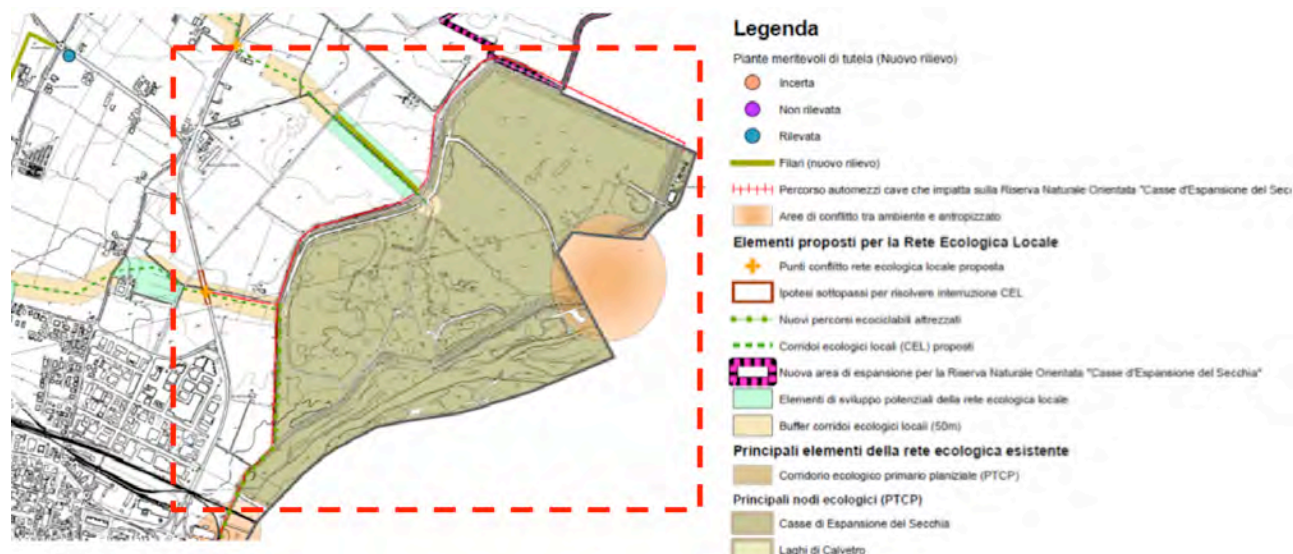 Legenda
Piante meritevoli di tutela (Nuovo rilievo)
Incerta
Non rilevata
Rilevata
Filari (nuovo rilievo)
Percorso automezzi cave che impatta sulla Riserva Naturale Orientata "Casse d'Espansione del Sec
Aree di conflitto tra ambiente e antropizzato
Elementi proposti per la Rete Ecologica Locale
Punti conflitto rete ecologica locale proposta
Ipotesi sottopassi per risolvere interruzione CEL
Nuovi percorsi ecociclabili attrezzati
Corridoi ecologici locali (CEL) proposti
Nuova area di espansione per la Riserva Naturale Orientata "Casse d'Espansione del Secchia"
Elementi di sviluppo potenziali della rete ecologica locale
Buffer corridoi ecologici locali (50m)
Principali elementi della rete ecologica esistente
Corridorio ecologico primario planiziale (PTCP)
Principali nodi ecologici (PTCP)
Casse di Espansione del Secchia
Laghi di Calvetro